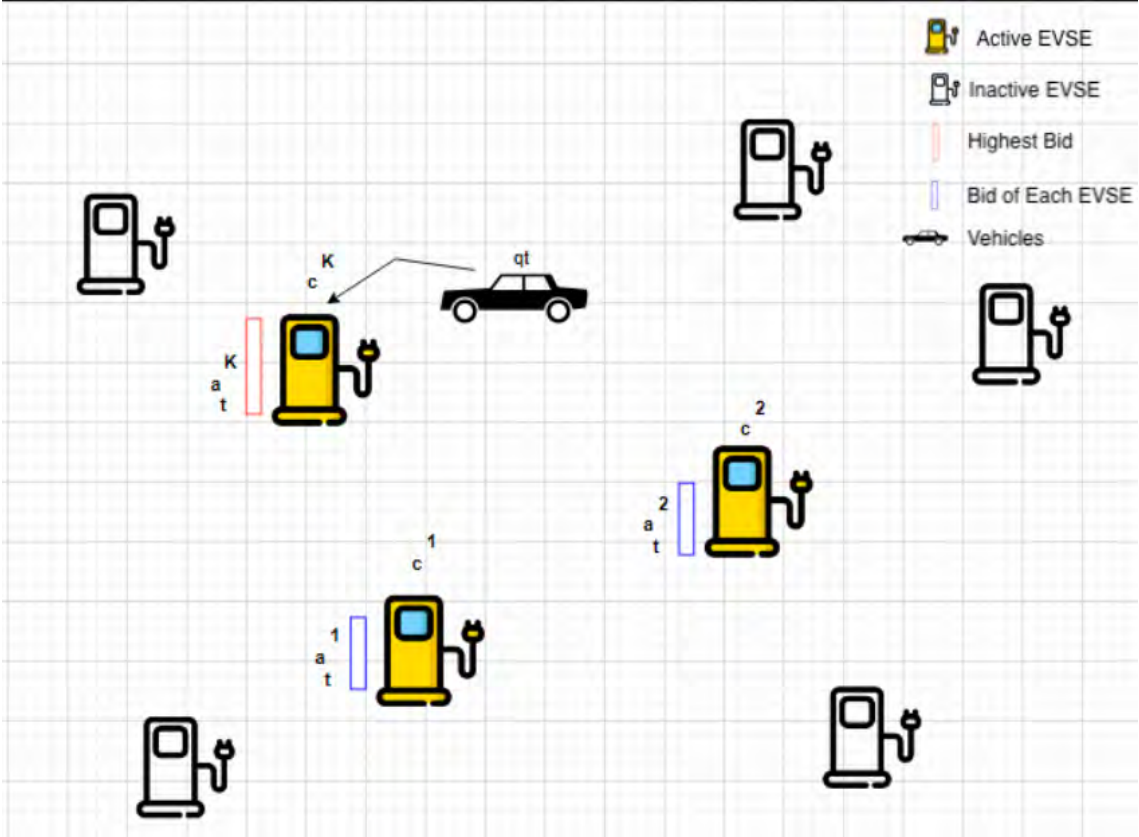 Active EVSE
Inactive EVSE
Highest Bid
Bid of Each EVSE
Vehicles
qt
K
c
K
a
t
2
c
2
a
t
1
c
1
a
t